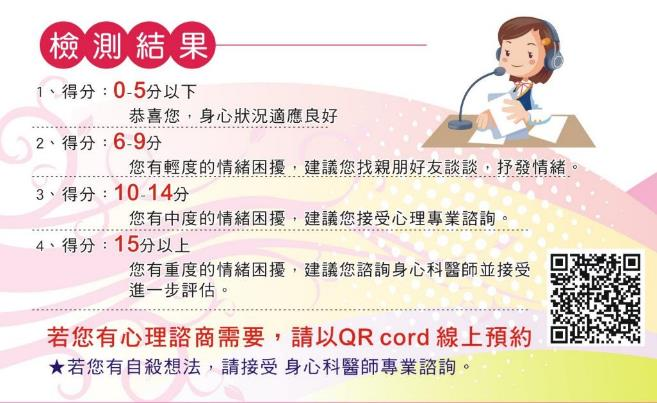 檢測結果
1、得分：0-5分以下
恭喜您，身心狀況適應良好
2、得分：6-9分
您有輕度的情緒困擾，建議您找親朋好友談談，抒發情緒。
3、得分：10-14分
您有中度的情緒困擾，建議您接受心理專業諮詢。
4、得分：15分以上
您有重度的情緒困擾，建議您諮詢身心科醫師並接受
進一步評估。
若您有心理諮商需要，請以QR cord 線上預約
★若您有自殺想法，請接受 身心科醫師專業諮詢。